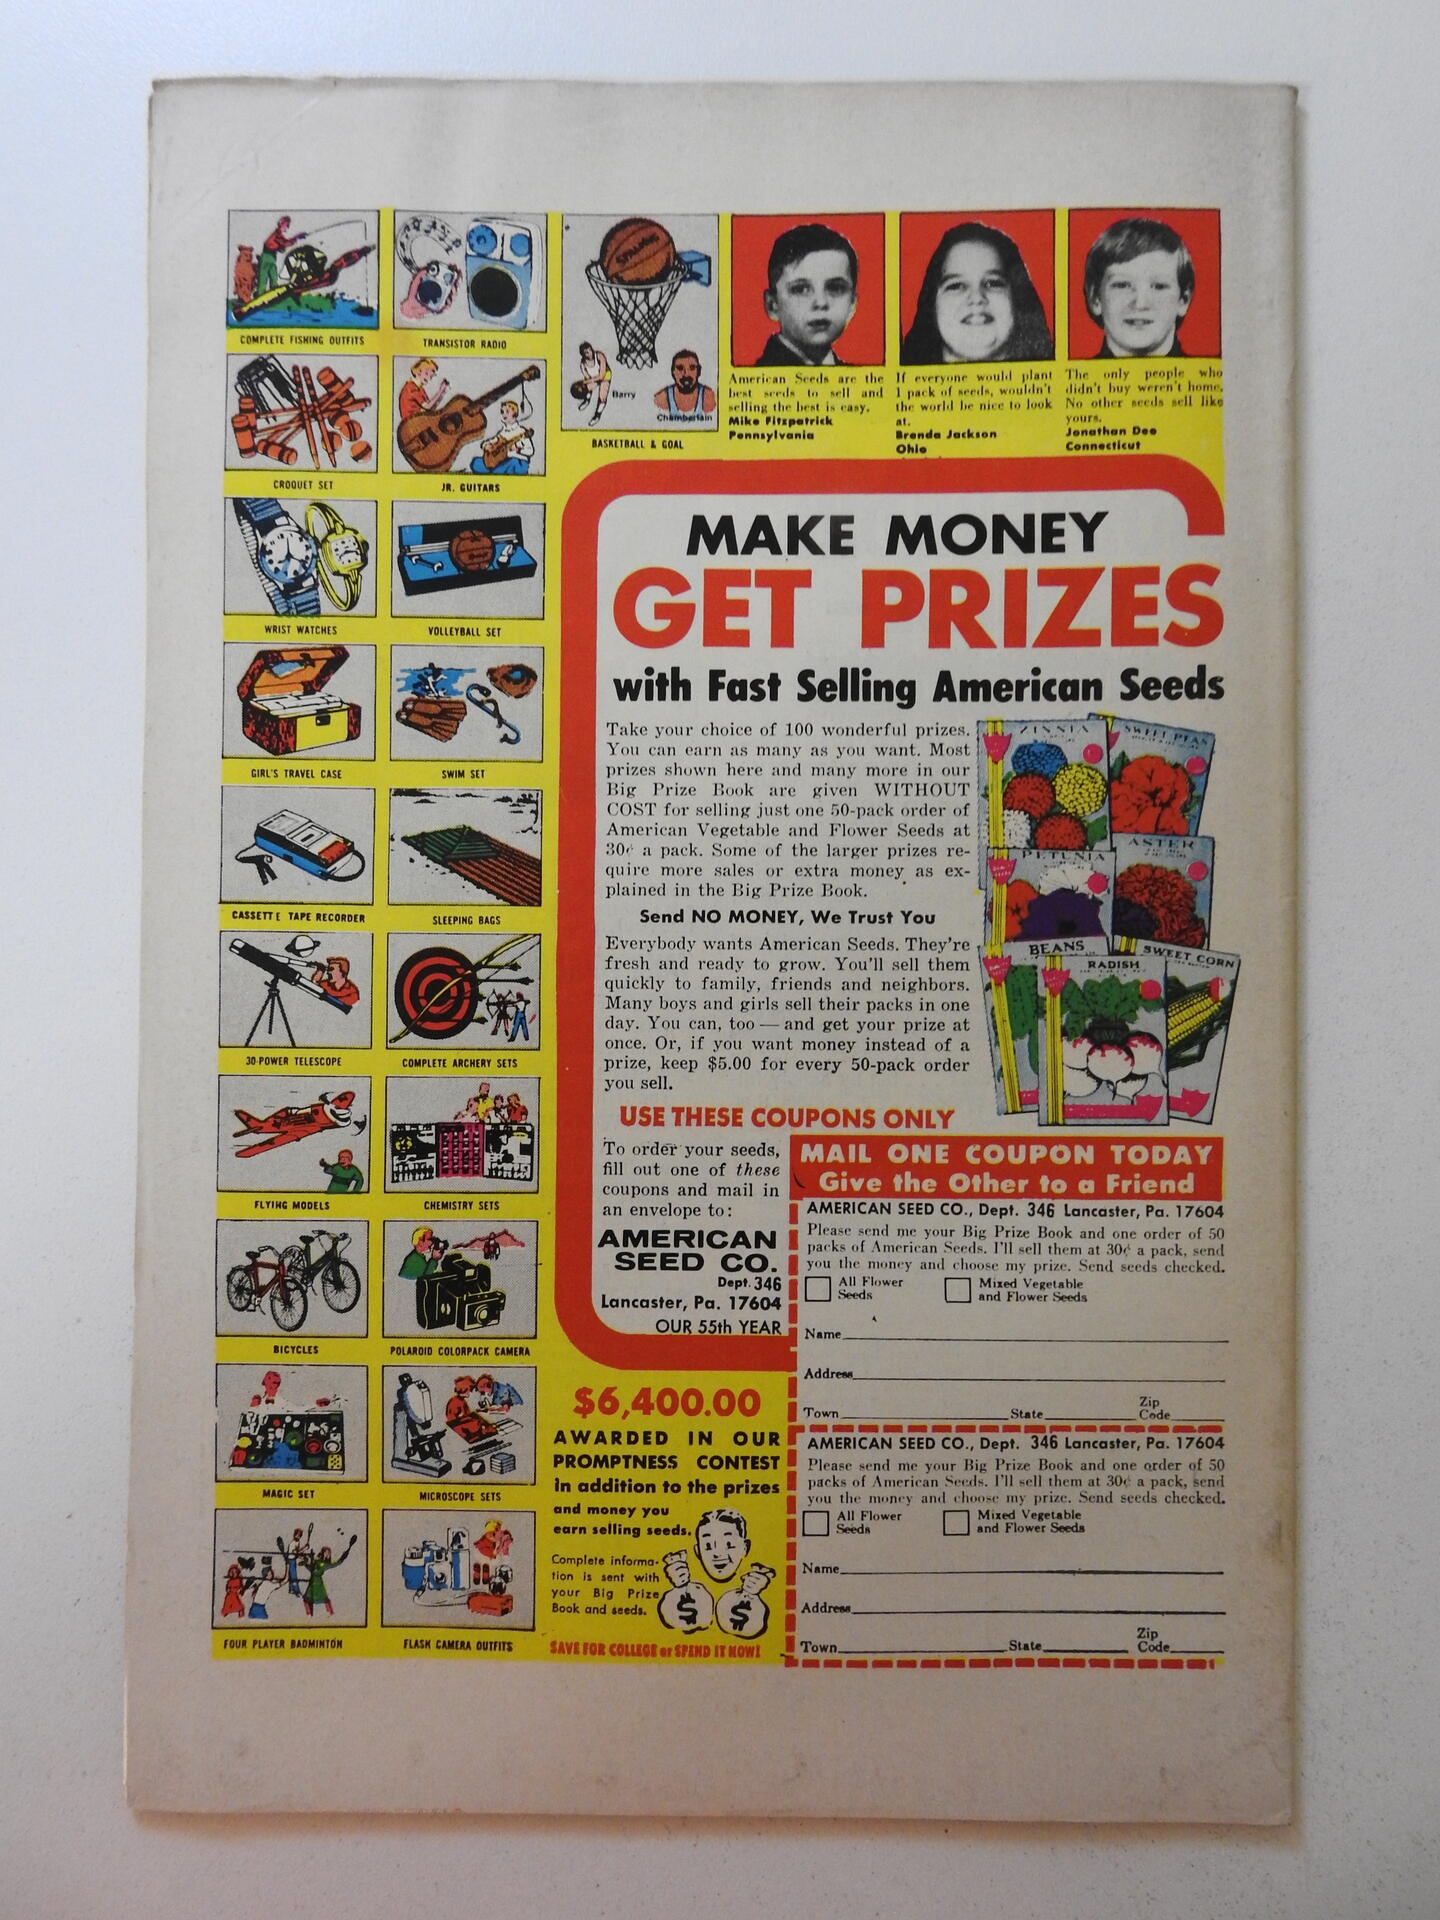 COMPLETE FISHING OUTFITS
TRANSISTOR RADIO
SPALDING
Barry
Chamberlain
BASKETBALL & GOAL
American Seeds are the
best seeds to sell and
selling the best is easy.
Mike Fitzpatrick
Pennsylvania
If everyone would plant
1 pack of seeds, wouldn't
the world be nice to look
at.
Brenda Jackson
Ohio
The only people who
didn't buy weren't home.
No other seeds sell like
yours.
Jonathan Dee
Connecticut
CROQUET SET
JR. GUITARS
WRIST WATCHES
VOLLEYBALL SET
GIRL'S TRAVEL CASE
SWIM SET
CASSETTE TAPE RECORDER
SLEEPING BAGS
30-POWER TELESCOPE
COMPLETE ARCHERY SETS
FLYING MODELS
CHEMISTRY SETS
BICYCLES
POLAROID COLORPACK CAMERA
MAGIC SET
MICROSCOPE SETS
FOUR PLAYER BADMINTON
FLASH CAMERA OUTFITS
MAKE MONEY
GET PRIZES
with Fast Selling American Seeds
Take your choice of 100 wonderful prizes.
You can earn as many as you want. Most
prizes shown here and many more in our
Big Prize Book are given WITHOUT
COST for selling just one 50-pack order of
American Vegetable and Flower Seeds at
30¢ a pack. Some of the larger prizes re-
quire more sales or extra money as ex-
plained in the Big Prize Book.
Send NO MONEY, We Trust You
Everybody wants American Seeds. They're
fresh and ready to grow. You'll sell them
quickly to family, friends and neighbors.
Many boys and girls sell their packs in one
day. You can, too — and get your prize at
once. Or, if you want money instead of a
prize, keep $5.00 for every 50-pack order
you sell.
ZINNIA
SWEET PEAS
PETUNIA
ASTER
BEANS
RADISH
SWEET CORN
USE THESE COUPONS ONLY
To order your seeds,
fill out one of these
coupons and mail in
an envelope to:
AMERICAN
SEED CO.
Dept. 346
Lancaster, Pa. 17604
OUR 55th YEAR
MAIL ONE COUPON TODAY
Give the Other to a Friend
AMERICAN SEED CO., Dept. 346 Lancaster, Pa. 17604
Please send me your Big Prize Book and one order of 50
packs of American Seeds. I'll sell them at 30¢ a pack, send
you the money and choose my prize. Send seeds checked.
All Flower
Seeds
Mixed Vegetable
and Flower Seeds
Name
Address
Town State Zip Code
AMERICAN SEED CO., Dept. 346 Lancaster, Pa. 17604
Please send me your Big Prize Book and one order of 50
packs of American Seeds. I'll sell them at 30¢ a pack, send
you the money and choose my prize. Send seeds checked.
All Flower
Seeds
Mixed Vegetable
and Flower Seeds
Name
Address
Town State Zip Code
$6,400.00
AWARDED IN OUR
PROMPTNESS CONTEST
in addition to the prizes
and money you
earn selling seeds.
Complete informa-
tion is sent with
your Big Prize
Book and seeds.
$ $
SAVE FOR COLLEGE or SPEND IT NOW!